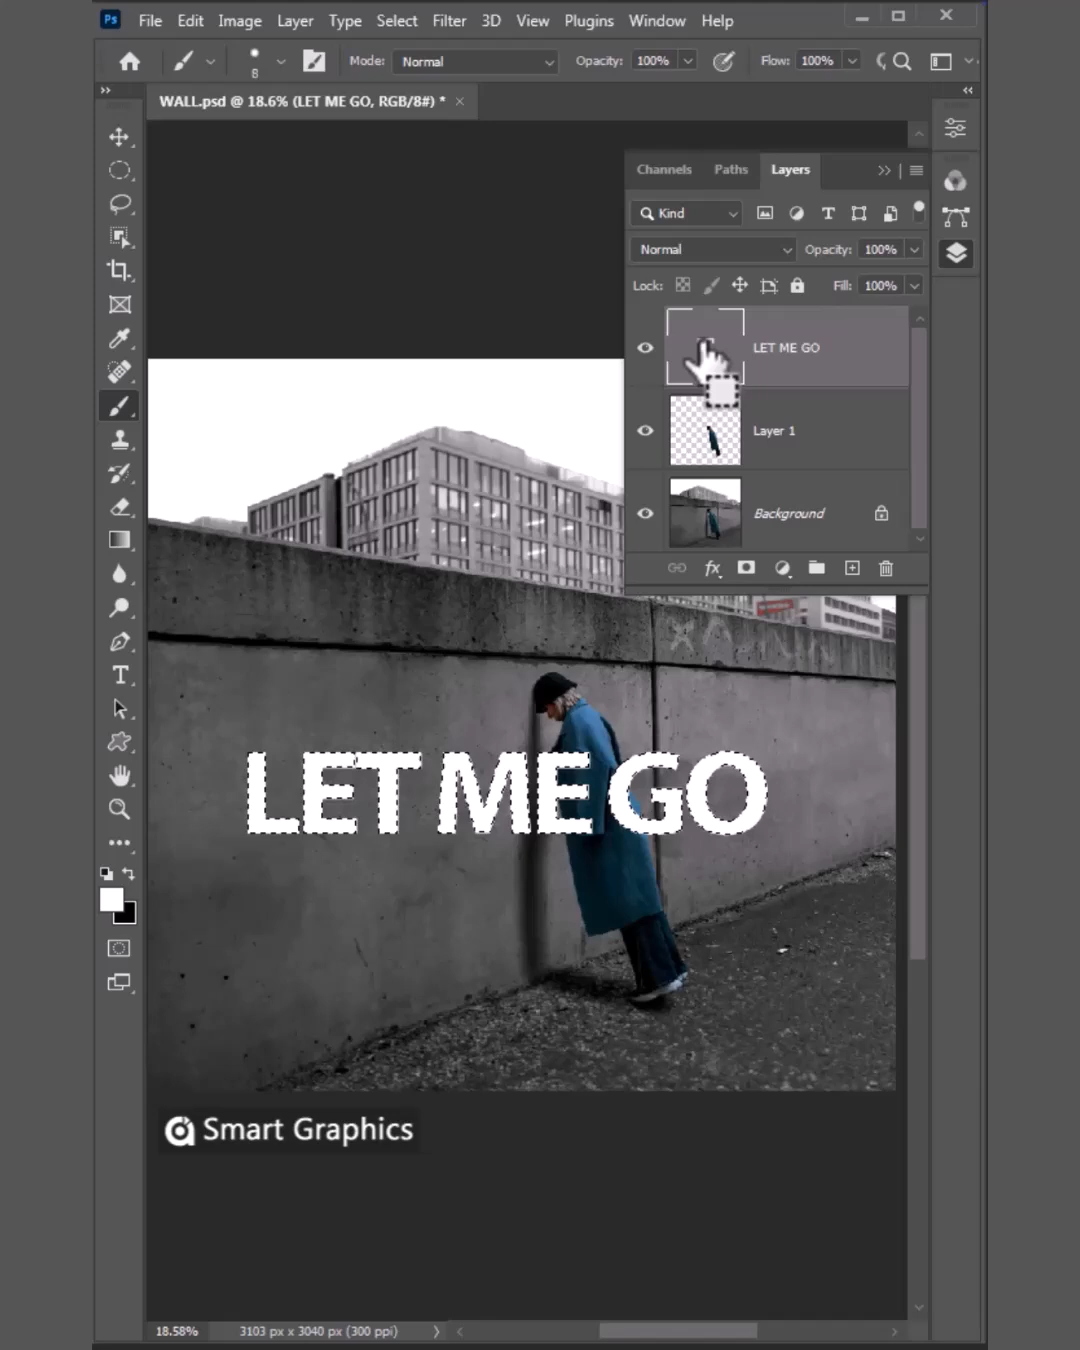 Ps File Edit Image Layer Type Select Filter 3D View Plugins Window Help
8 Mode: Normal Opacity: 100% Flow: 100%
WALL.psd @ 18.6% (LET ME GO, RGB/8#) *
Channels Paths Layers
Kind
Normal Opacity: 100%
Lock: Fill: 100%
LET ME GO
Layer 1
Background
LET ME GO
Smart Graphics
18.58% 3103 px x 3040 px (300 ppi)